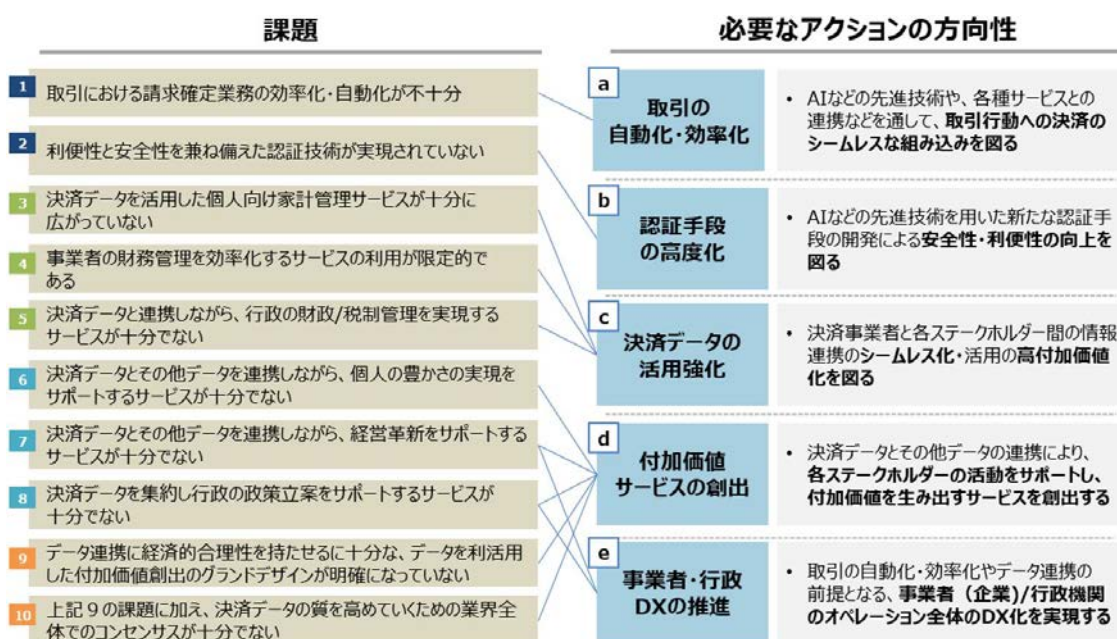 課題
1
取引における請求確定業務の効率化・自動化が不十分
2
利便性と安全性を兼ね備えた認証技術が実現されていない
3
決済データを活用した個人向け家計管理サービスが十分に
広がっていない
4
事業者の財務管理を効率化するサービスの利用が限定的で
ある
5
決済データと連携しながら、行政の財政/税制管理を実現する
サービスが十分でない
6
決済データとその他データを連携しながら、個人の豊かさの実現を
サポートするサービスが十分でない
7
決済データとその他データを連携しながら、経営革新をサポートする
サービスが十分でない
8
決済データを集約し行政の政策立案をサポートするサービスが
十分でない
9
データ連携に経済的合理性を持たせるに十分な、データを利活用
した付加価値創出のグランドデザインが明確になっていない
10
上記９の課題に加え、決済データの質を高めていくための業界全
体でのコンセンサスが十分でない
必要なアクションの方向性
a
取引の
自動化・効率化
• AIなどの先進技術や、各種サービスとの
連携などを通して、取引行動への決済の
シームレスな組み込みを図る
b
認証手段
の高度化
• AIなどの先進技術を用いた新たな認証手
段の開発による安全性・利便性の向上を
図る
c
決済データの
活用強化
• 決済事業者と各ステークホルダー間の情報
連携のシームレス化・活用の高付加価値
化を図る
d
付加価値
サービスの創出
• 決済データとその他データの連携により、
各ステークホルダーの活動をサポートし、
付加価値を生み出すサービスを創出する
e
事業者・行政
DXの推進
• 取引の自動化・効率化やデータ連携の
前提となる、事業者（企業)/行政機関
のオペレーション全体のDX化を実現する